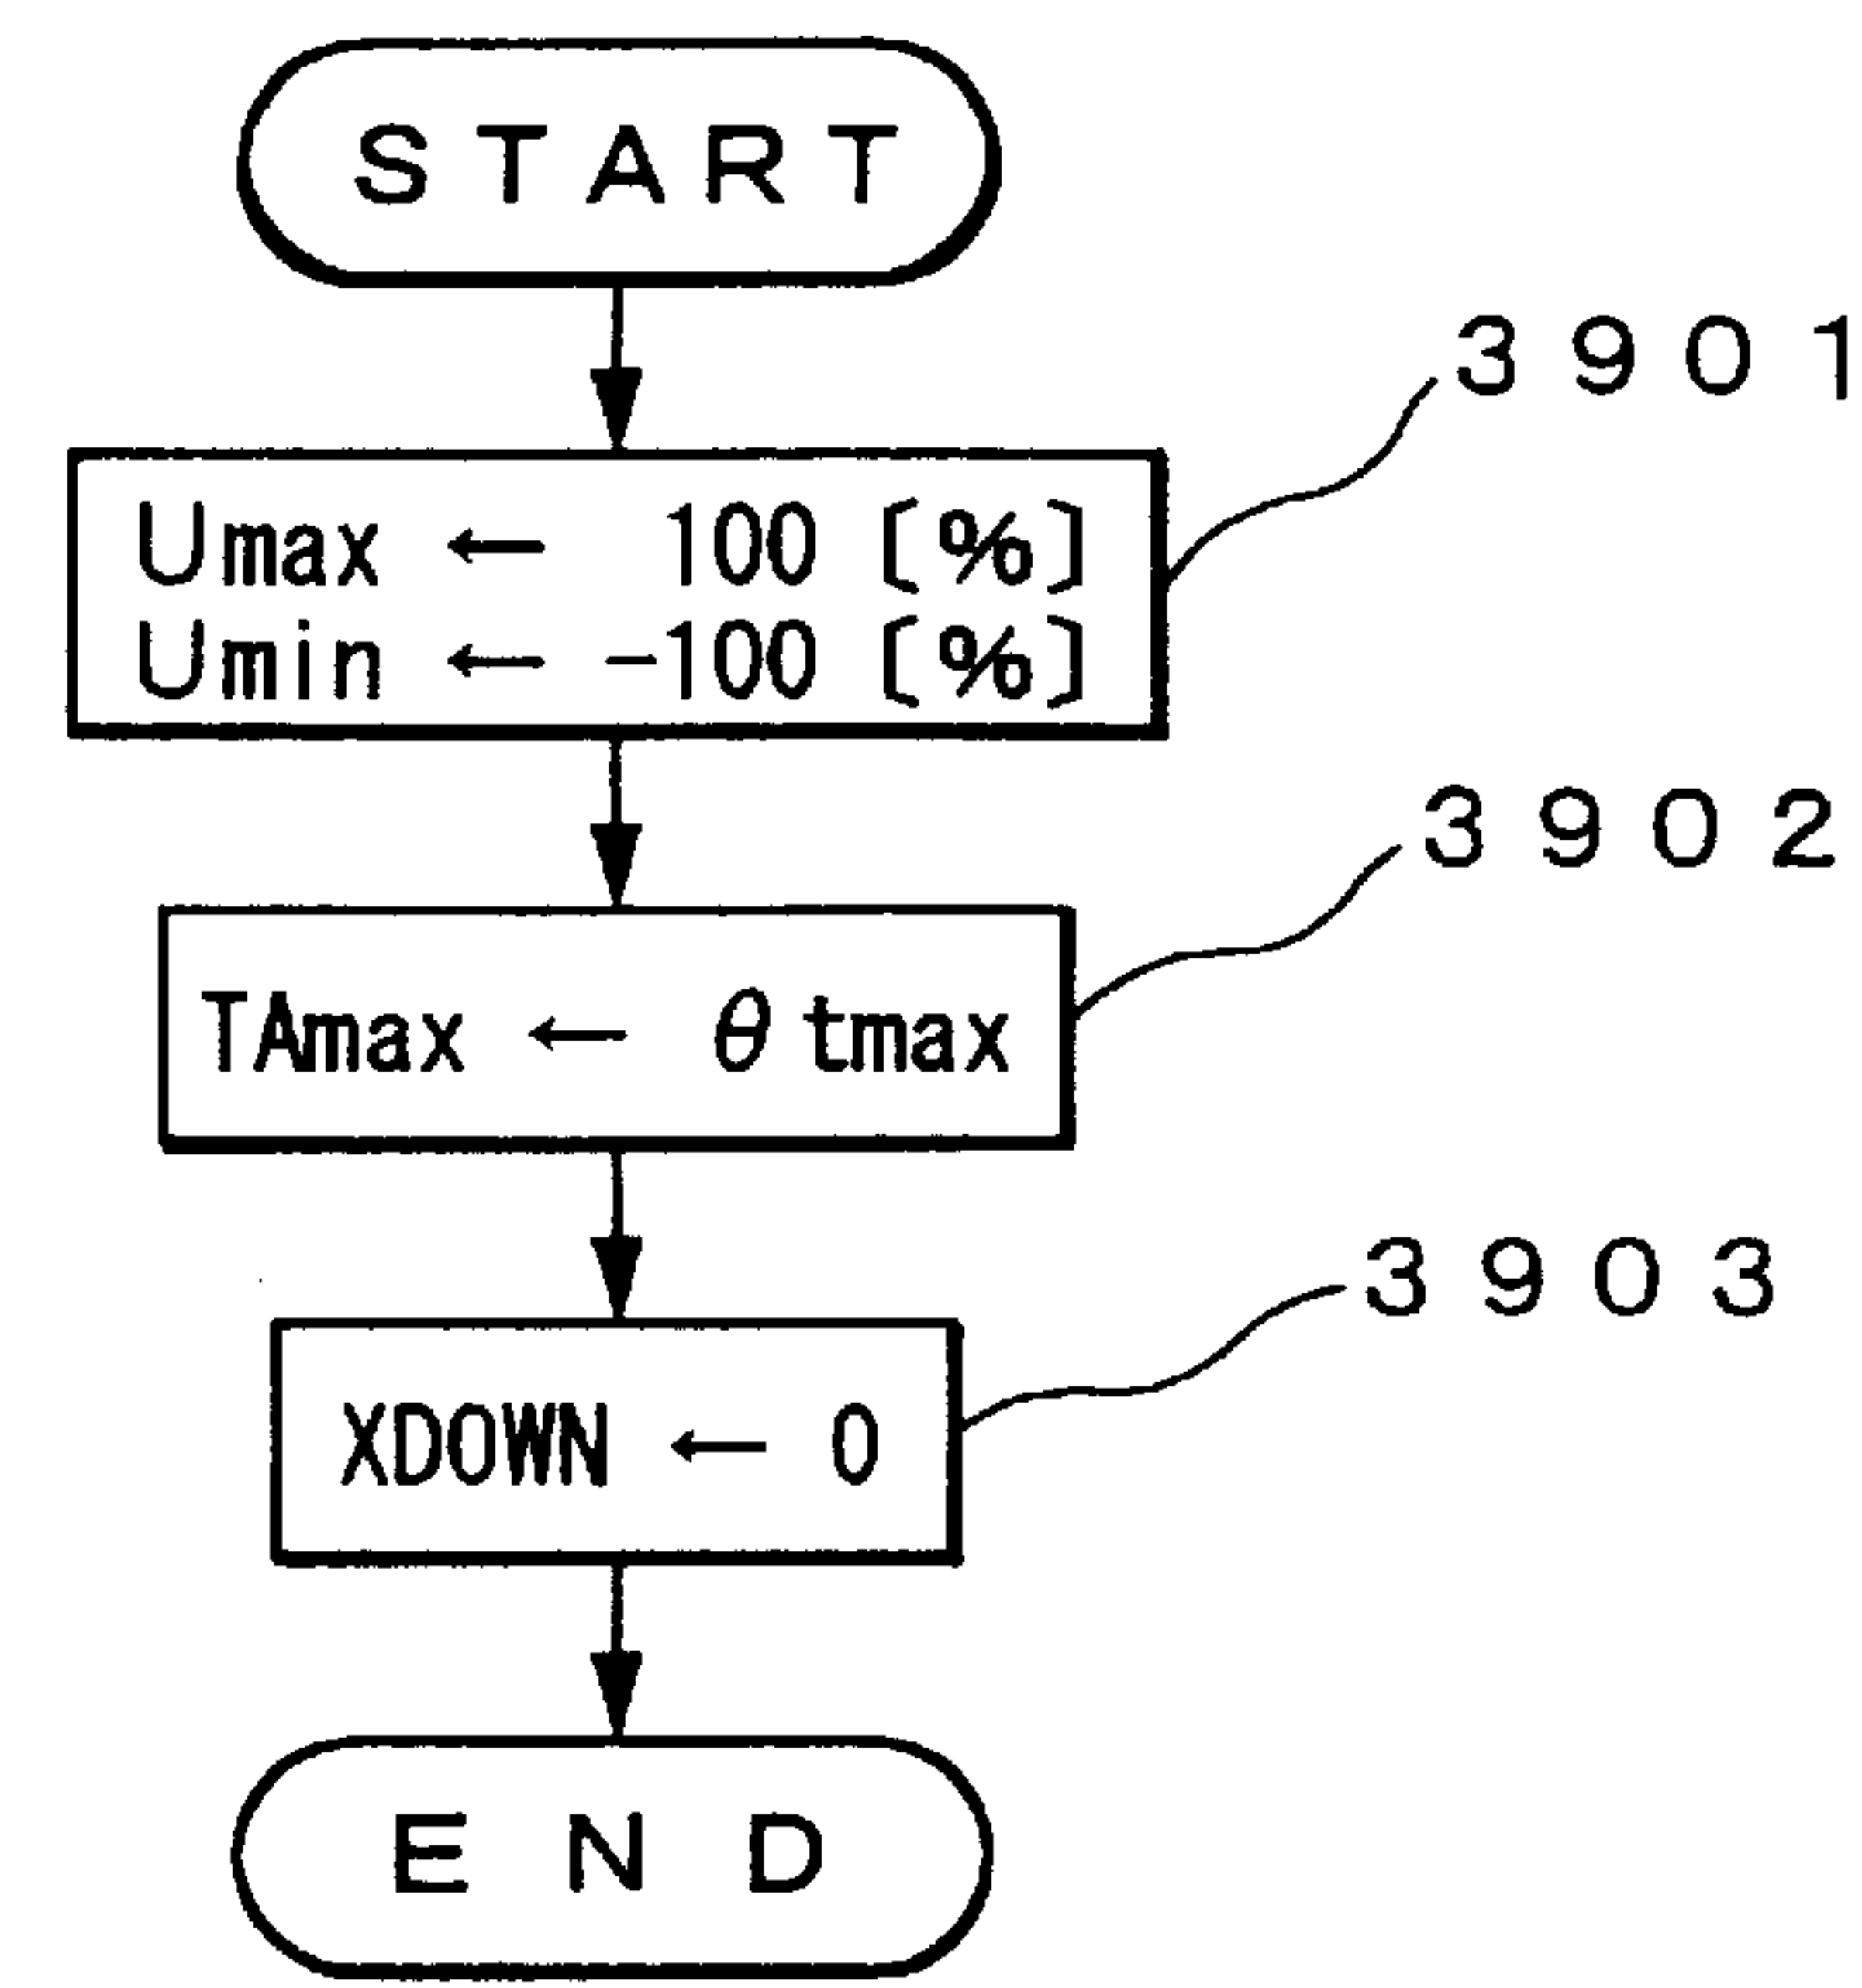 START
3901
Umax ← 100 [%]
Umin ← -100 [%]
3902
TAmax ← θtmax
3903
XDOWN ← 0
END